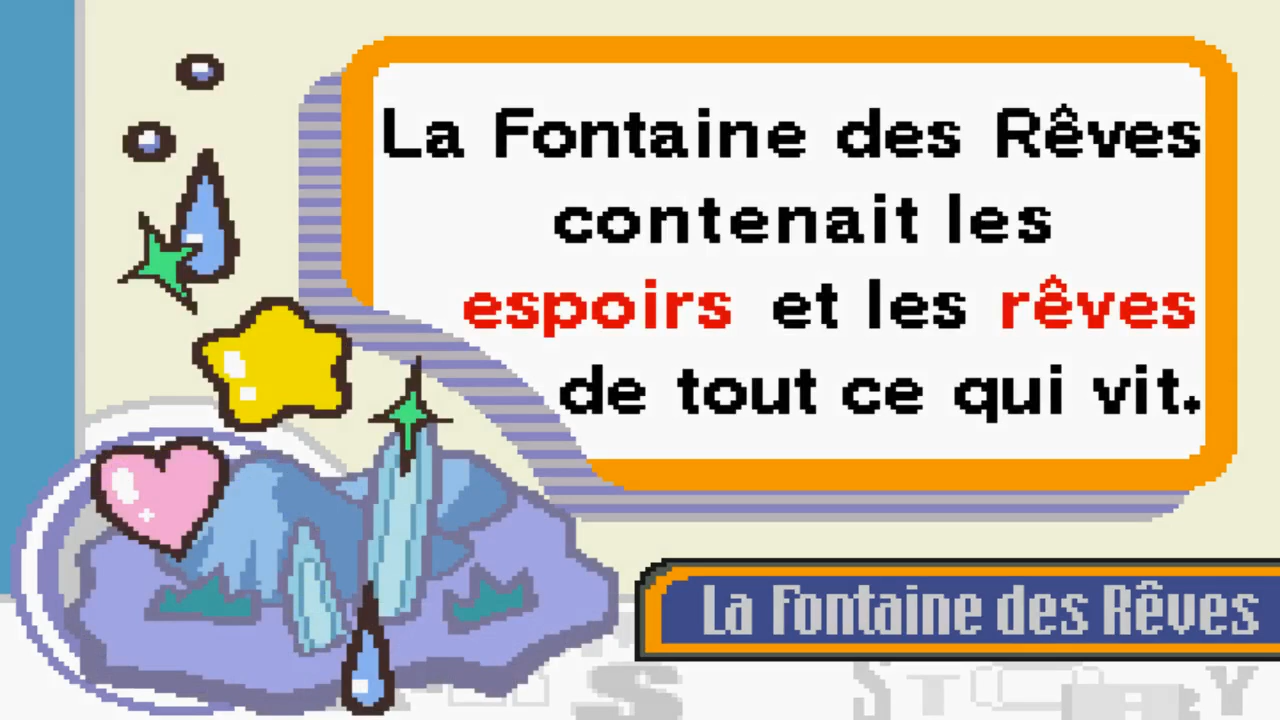 La Fontaine des Rêves
contenait les
espoirs et les rêves
de tout ce qui vit.
La Fontaine des Rêves